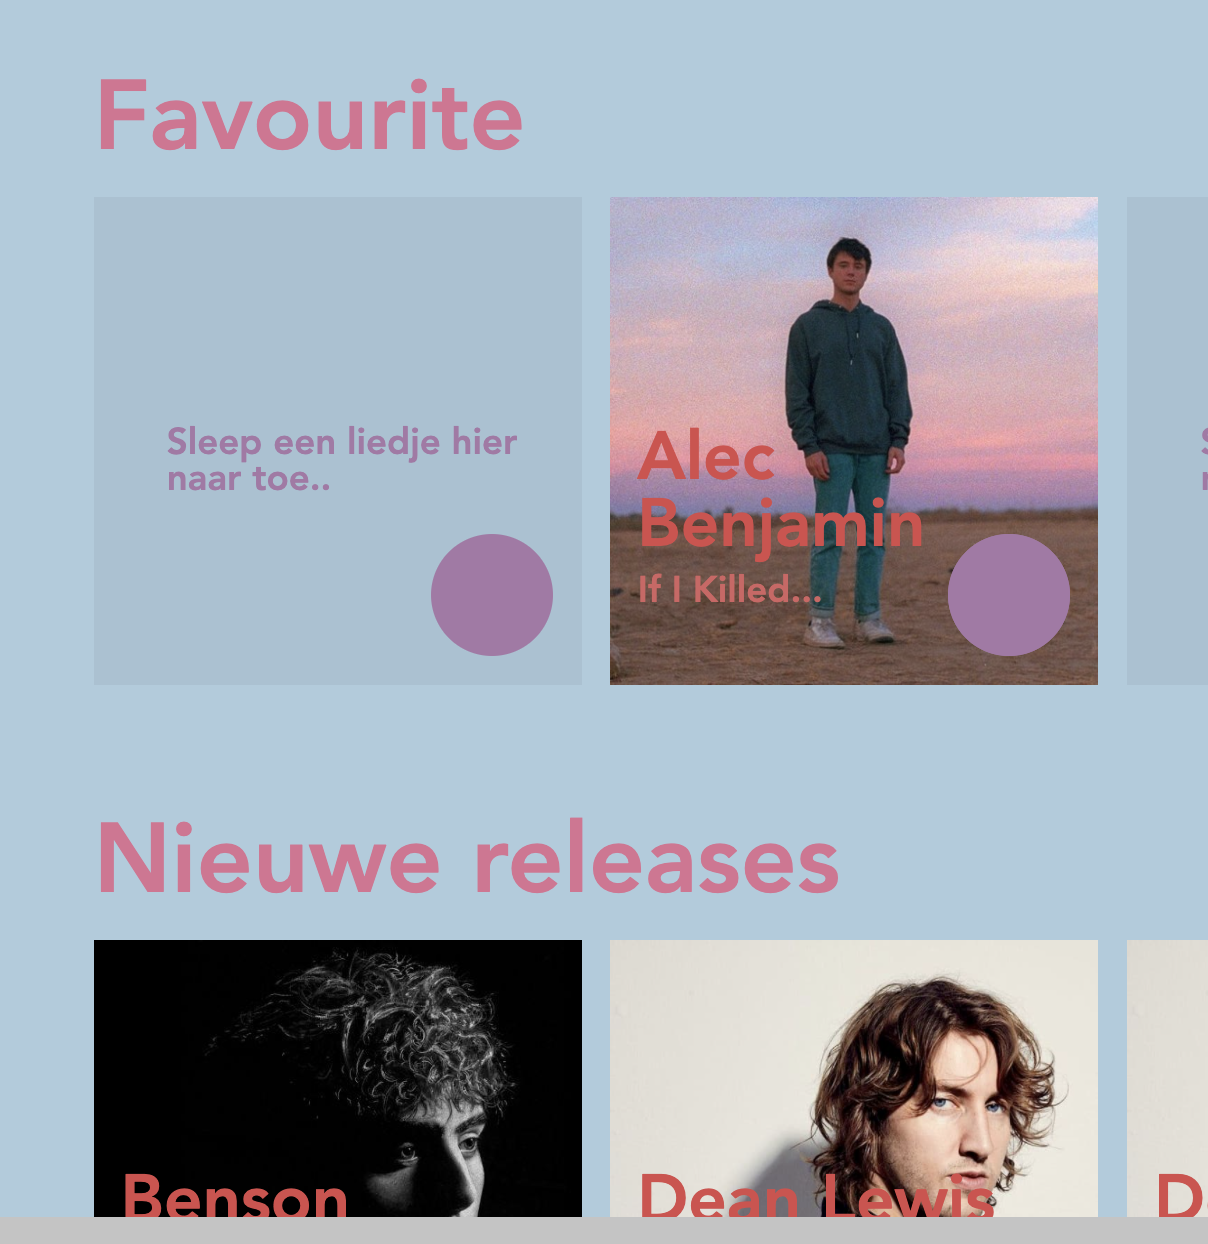 Favourite
Sleep een liedje hier
naar toe..
Alec
Benjamin
If I Killed...
Nieuwe releases
Benson
Dean Lewis